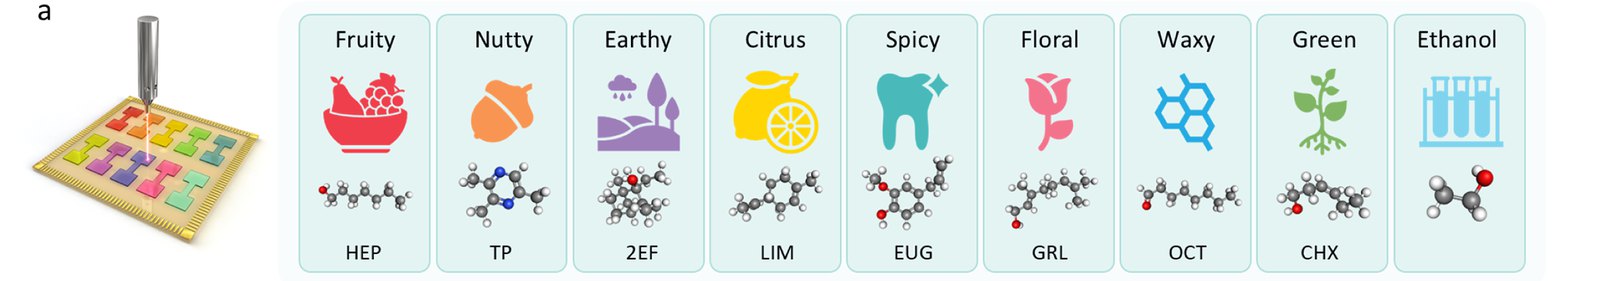 a
Fruity Nutty Earthy Citrus Spicy Floral Waxy Green Ethanol
HEP TP 2EF LIM EUG GRL OCT CHX